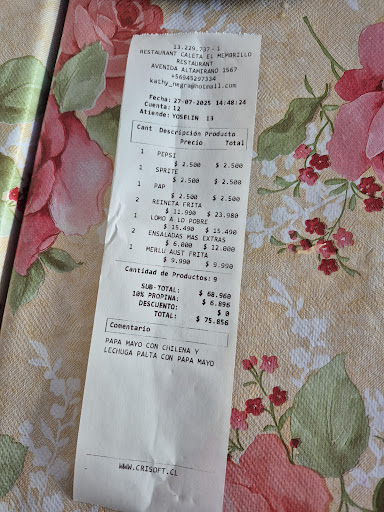 13.229.737-1
RESTAURANT CALETA EL MEMBRILLO
RESTAURANT
AVENIDA ALTAMIRANO 1567
+56945297334
kathy_negra@hotmail.com
Fecha: 27-07-2025 14:48:24
Cuenta: 12
Atiende: YOSELIN 13
Cant Descripción Producto
Precio Total
1 PEPSI
$ 2.500 $ 2.500
1 SPRITE
$ 2.500 $ 2.500
1 PAP
$ 2.500 $ 2.500
2 REINETA FRITA
$ 11.990 $ 23.980
1 LOMO A LO POBRE
$ 15.490 $ 15.490
2 ENSALADAS MAS EXTRAS
$ 6.000 $ 12.000
1 MERLU AUST FRITA
$ 9.990 $ 9.990
Cantidad de Productos: 9
SUB-TOTAL: $ 68.960
10% PROPINA: $ 6.896
DESCUENTO: $ 0
TOTAL: $ 75.856
Comentario
PAPA MAYO CON CHILENA Y
LECHUGA PALTA CON PAPA MAYO
WWW.CRISOFT.CL